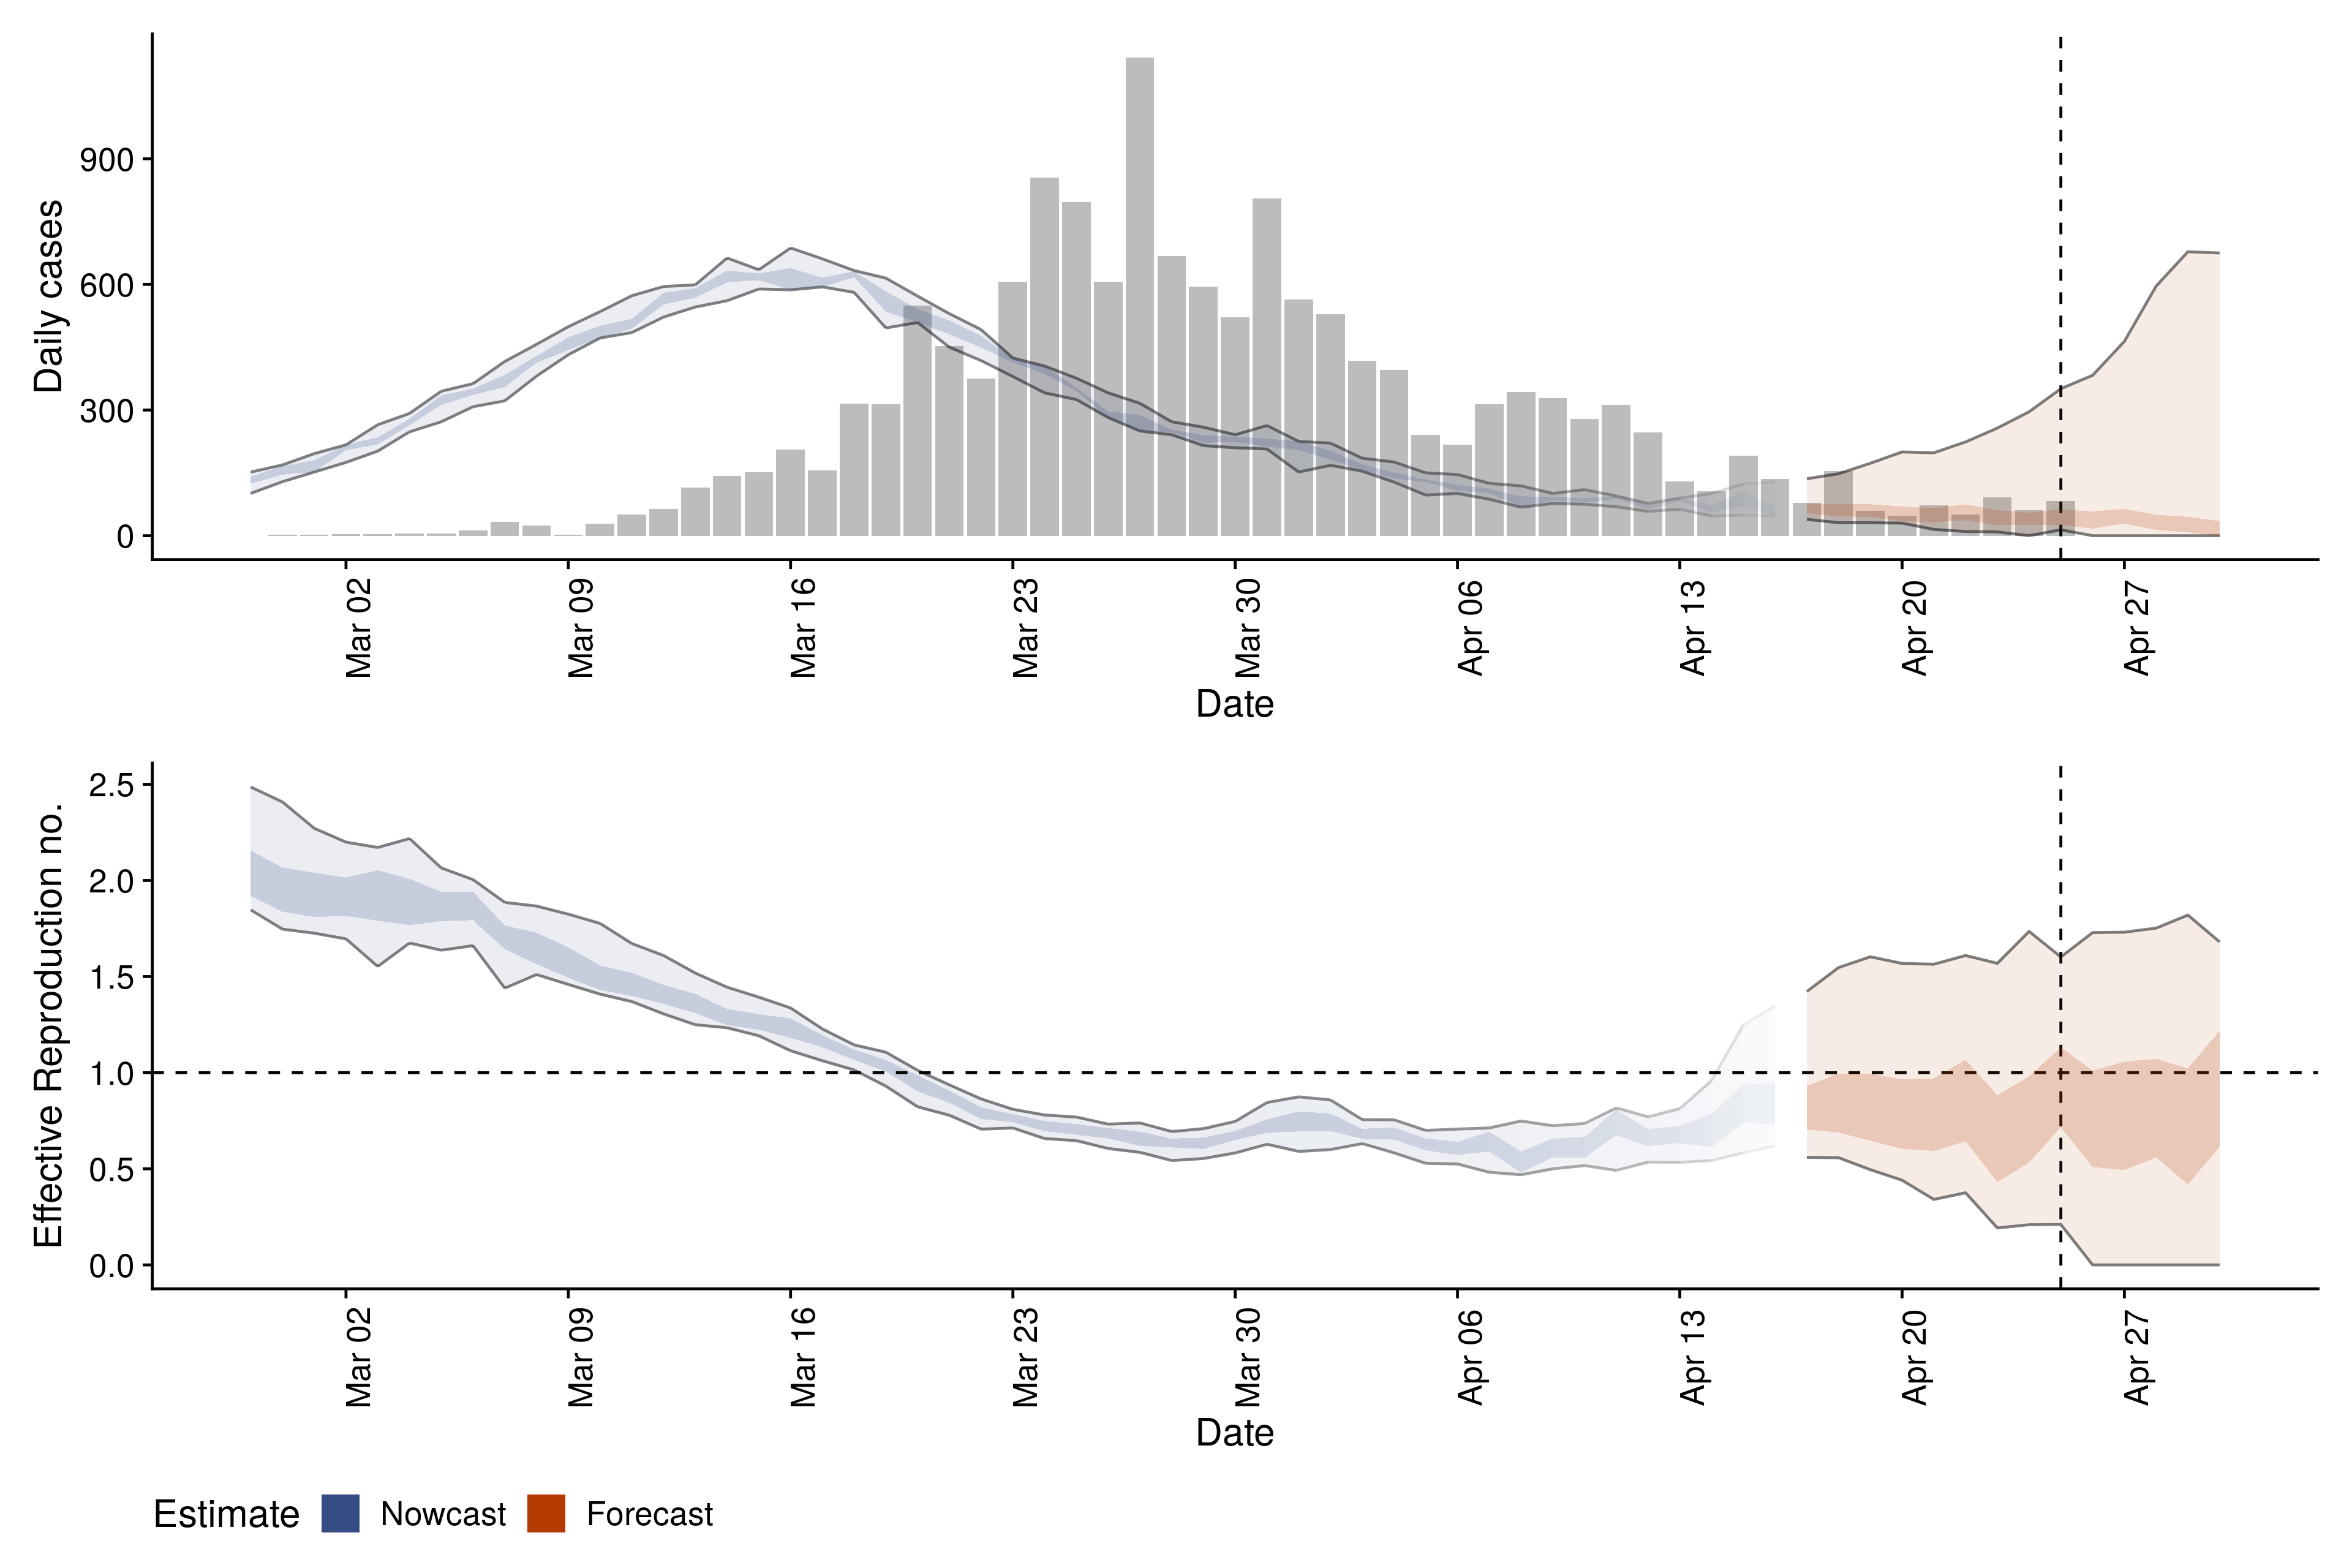 Daily cases
900
600
300
0
Mar 02
Mar 09
Mar 16
Mar 23
Mar 30
Apr 06
Apr 13
Apr 20
Apr 27
Date
Effective Reproduction no.
2.5
2.0
1.5
1.0
0.5
0.0
Mar 02
Mar 09
Mar 16
Mar 23
Mar 30
Apr 06
Apr 13
Apr 20
Apr 27
Date
Estimate Nowcast Forecast